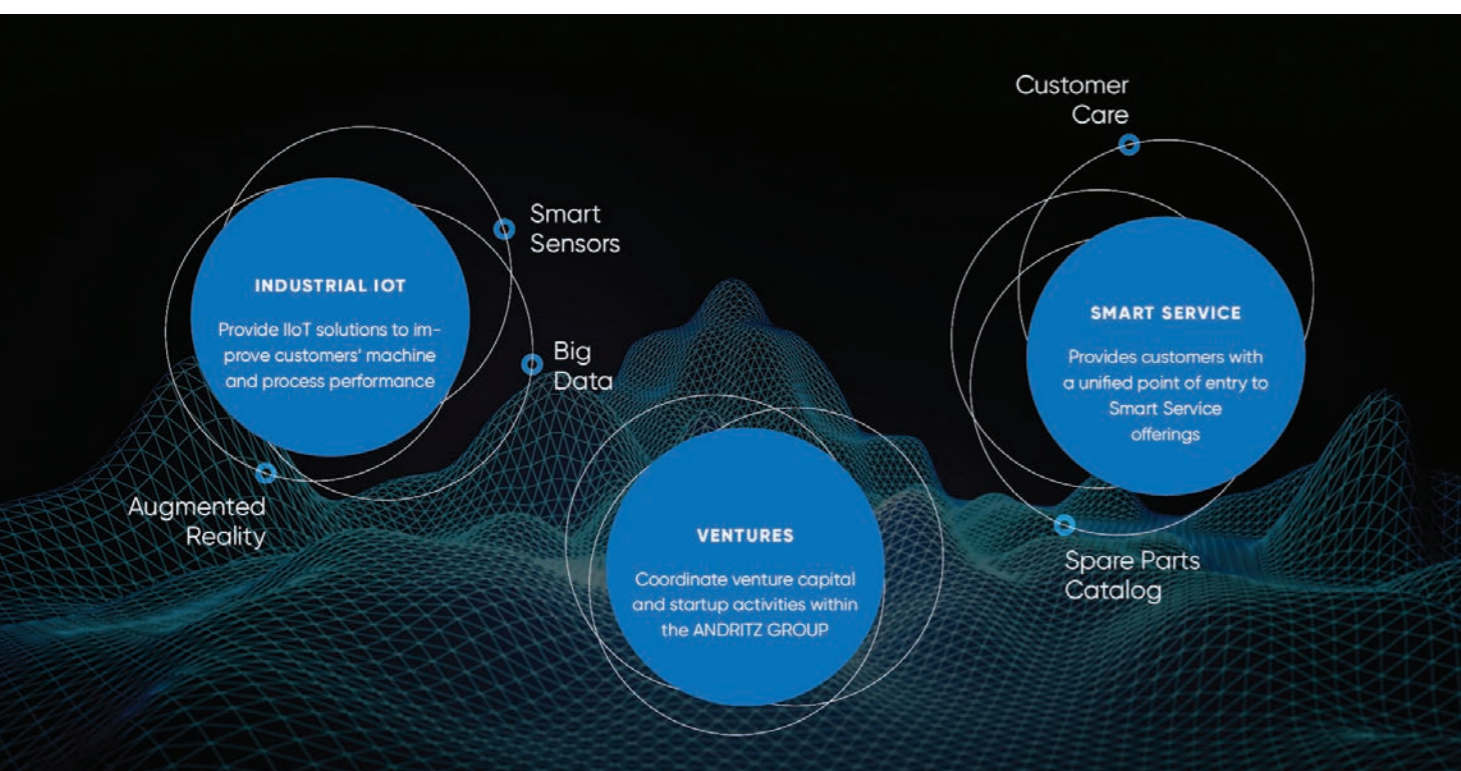 INDUSTRIAL IOT
Provide IIoT solutions to im-
prove customers' machine
and process performance
Smart
Sensors
Big
Data
Augmented
Reality
VENTURES
Coordinate venture capital
and startup activities within
the ANDRITZ GROUP
Customer
Care
SMART SERVICE
Provides customers with
a unified point of entry to
Smart Service
offerings
Spare Parts
Catalog